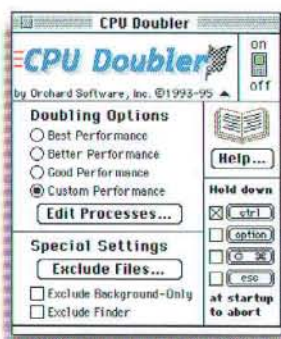 CPU Doubler
CPU Doubler
by Orchard Software, Inc. ©1993-95
on
off
Doubling Options
Best Performance
Better Performance
Good Performance
Custom Performance
Edit Processes...
Special Settings
Exclude Files...
Exclude Background-Only
Exclude Finder
Help...
Hold down
ctrl
option
⌘
esc
at startup
to abort